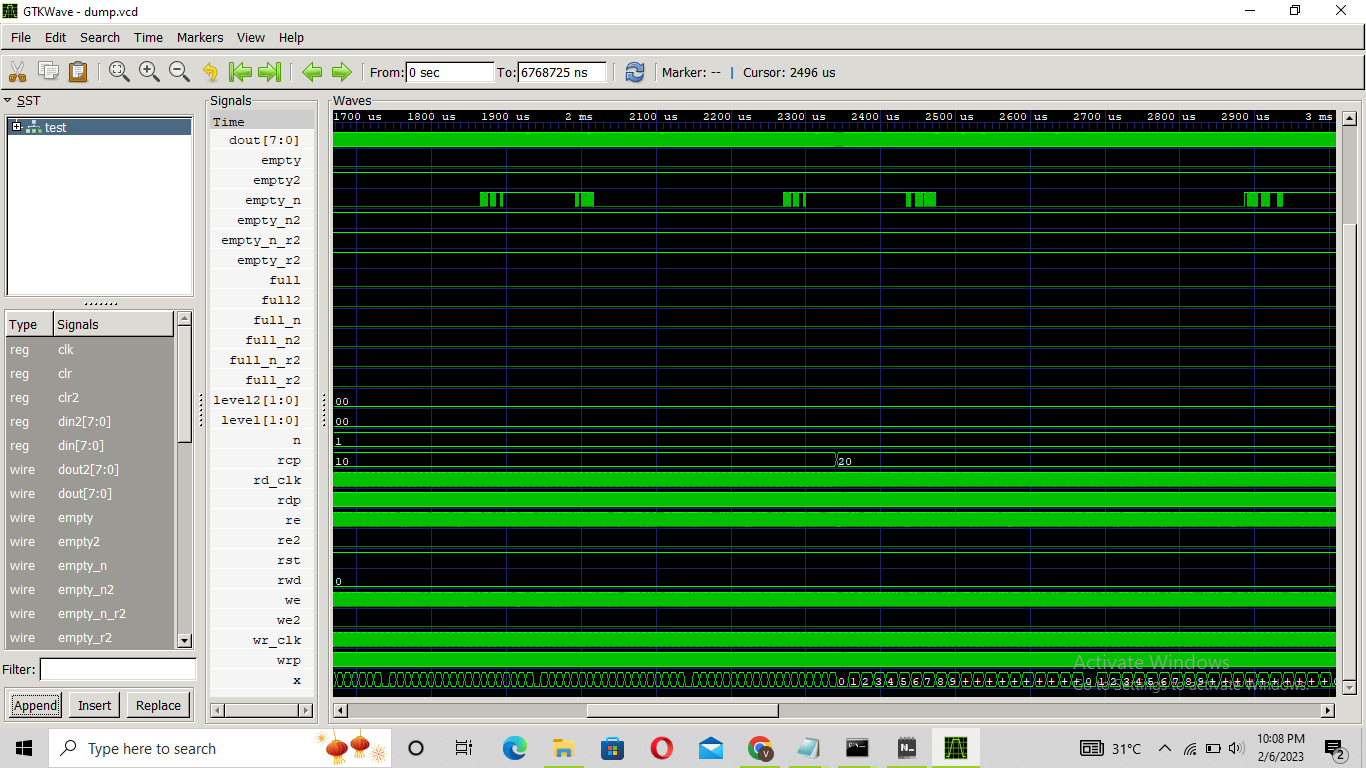 GTKWave - dump.vcd
File Edit Search Time Markers View Help
From: 0 sec To: 6768725 ns Marker: -- | Cursor: 2496 us
SST
test
Type Signals
reg clk
reg clr
reg clr2
reg din2[7:0]
reg din[7:0]
wire dout2[7:0]
wire dout[7:0]
wire empty
wire empty2
wire empty_n
wire empty_n2
wire empty_n_r2
wire empty_r2
Filter:
Append Insert Replace
Signals
Time
dout[7:0]
empty
empty2
empty_n
empty_n2
empty_n_r2
empty_r2
full
full2
full_n
full_n2
full_n_r2
full_r2
level2[1:0]
level[1:0]
n
rcp
rd_clk
rdp
re
re2
rst
rwd
we
we2
wr_clk
wrp
x
Waves
1700 us 1800 us 1900 us 2 ms 2100 us 2200 us 2300 us 2400 us 2500 us 2600 us 2700 us 2800 us 2900 us 3 ms
00
00
1
10 20
0
0 1 2 3 4 5 6 7 8 9 + + + + + + + + + + 0 1 2 3 4 5 6 7 8 9 + + + + + + + + + + 0
Activate Windows
Go to Settings to activate Windows.
Type here to search
31°C
10:08 PM
2/6/2023
2